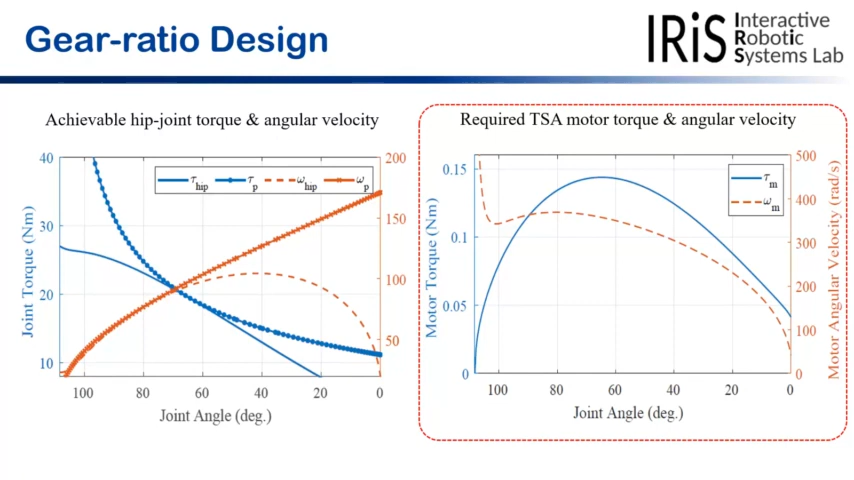 Gear-ratio Design
IRiS Interactive
Robotic
Systems Lab
Achievable hip-joint torque & angular velocity
τhip τp ωhip ωp
Joint Torque (Nm)
40
30
20
10
200
150
100
50
100 80 60 40 20 0
Joint Angle (deg.)
Required TSA motor torque & angular velocity
τm
ωm
Motor Torque (Nm)
0.15
0.1
0.05
0
500
400
300
200
100
0
Motor Angular Velocity (rad/s)
100 80 60 40 20 0
Joint Angle (deg.)